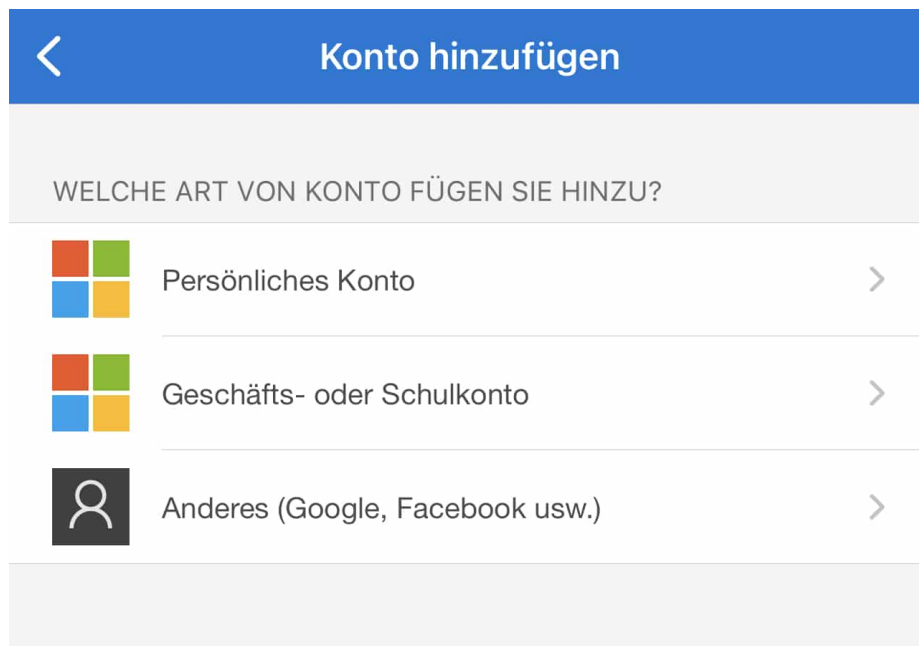 Konto hinzufügen
WELCHE ART VON KONTO FÜGEN SIE HINZU?
Persönliches Konto
Geschäfts- oder Schulkonto
Anderes (Google, Facebook usw.)